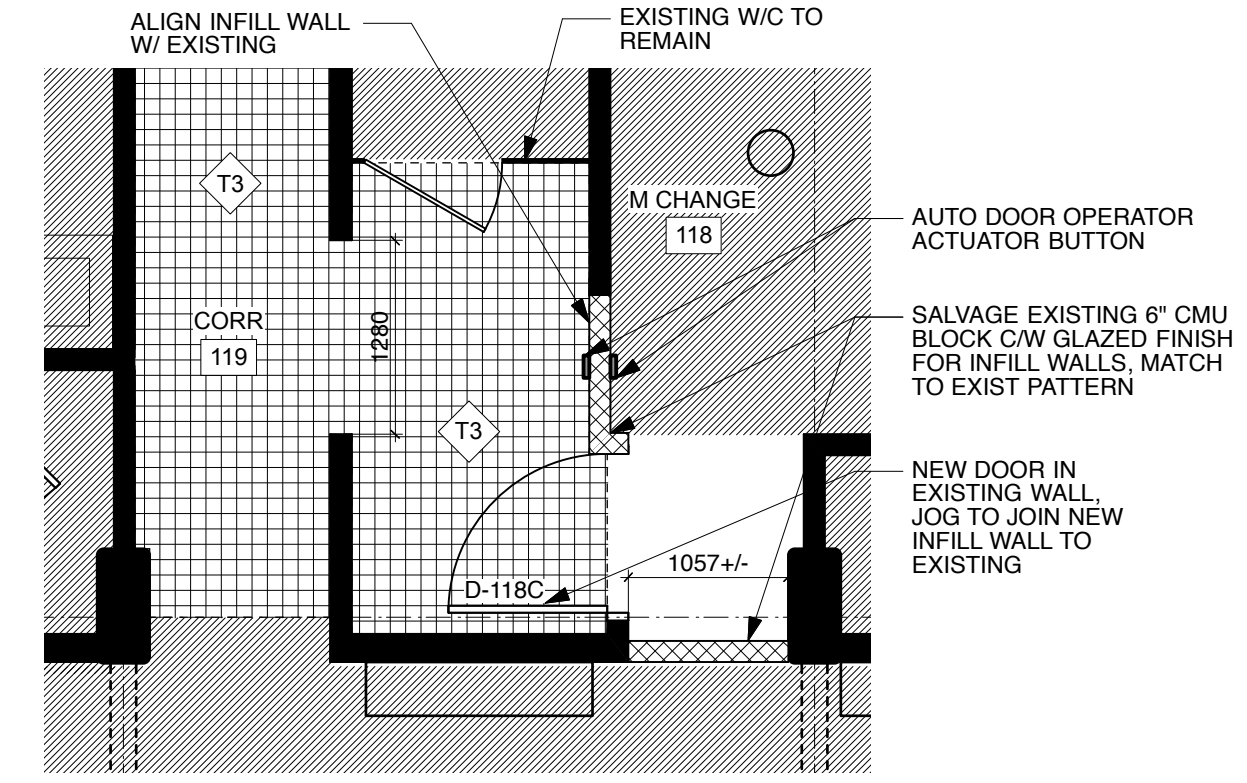 ALIGN INFILL WALL
W/ EXISTING
EXISTING W/C TO
REMAIN
T3
M CHANGE
118
AUTO DOOR OPERATOR
ACTUATOR BUTTON
CORR
119
1280
SALVAGE EXISTING 6" CMU
BLOCK C/W GLAZED FINISH
FOR INFILL WALLS, MATCH
TO EXIST PATTERN
T3
NEW DOOR IN
EXISTING WALL,
JOG TO JOIN NEW
INFILL WALL TO
EXISTING
1057+/-
D-118C